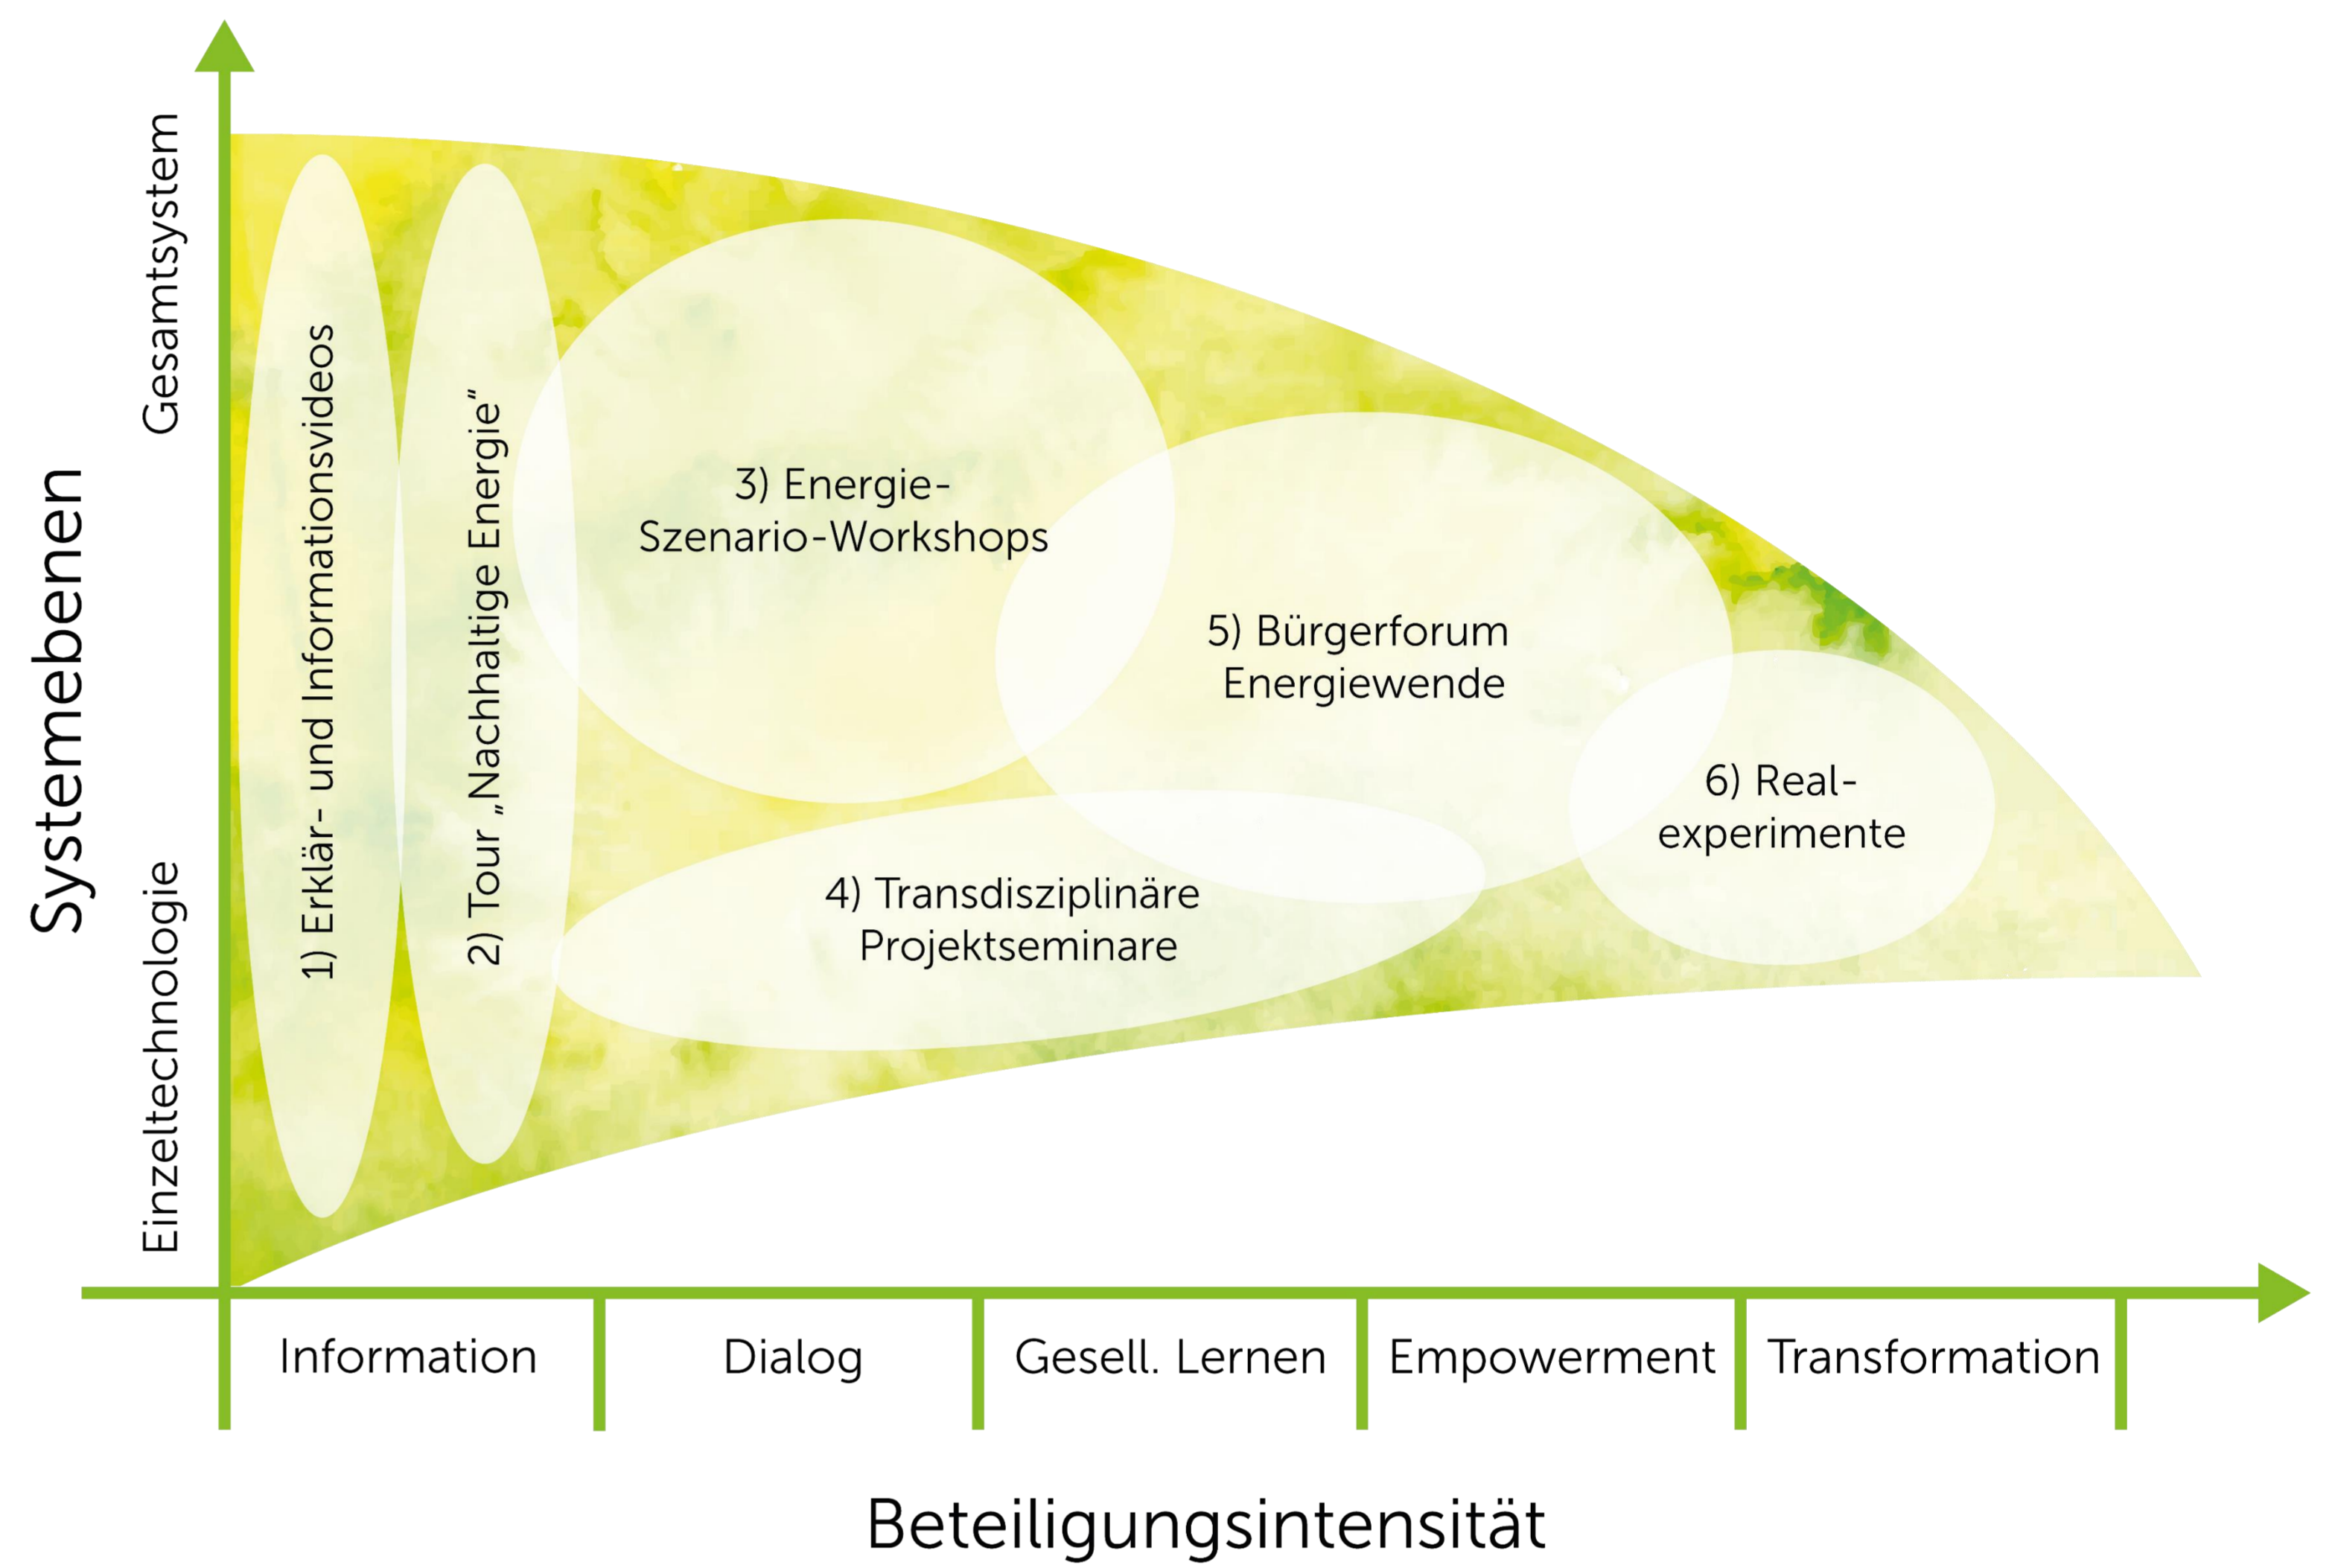 Systemebenen
Gesamtsystem
Einzeltechnologie
1) Erklär- und Informationsvideos
2) Tour „Nachhaltige Energie“
3) Energie-
Szenario-Workshops
4) Transdisziplinäre
Projektseminare
5) Bürgerforum
Energiewende
6) Real-
experimente
Information
Dialog
Gesell. Lernen
Empowerment
Transformation
Beteiligungsintensität